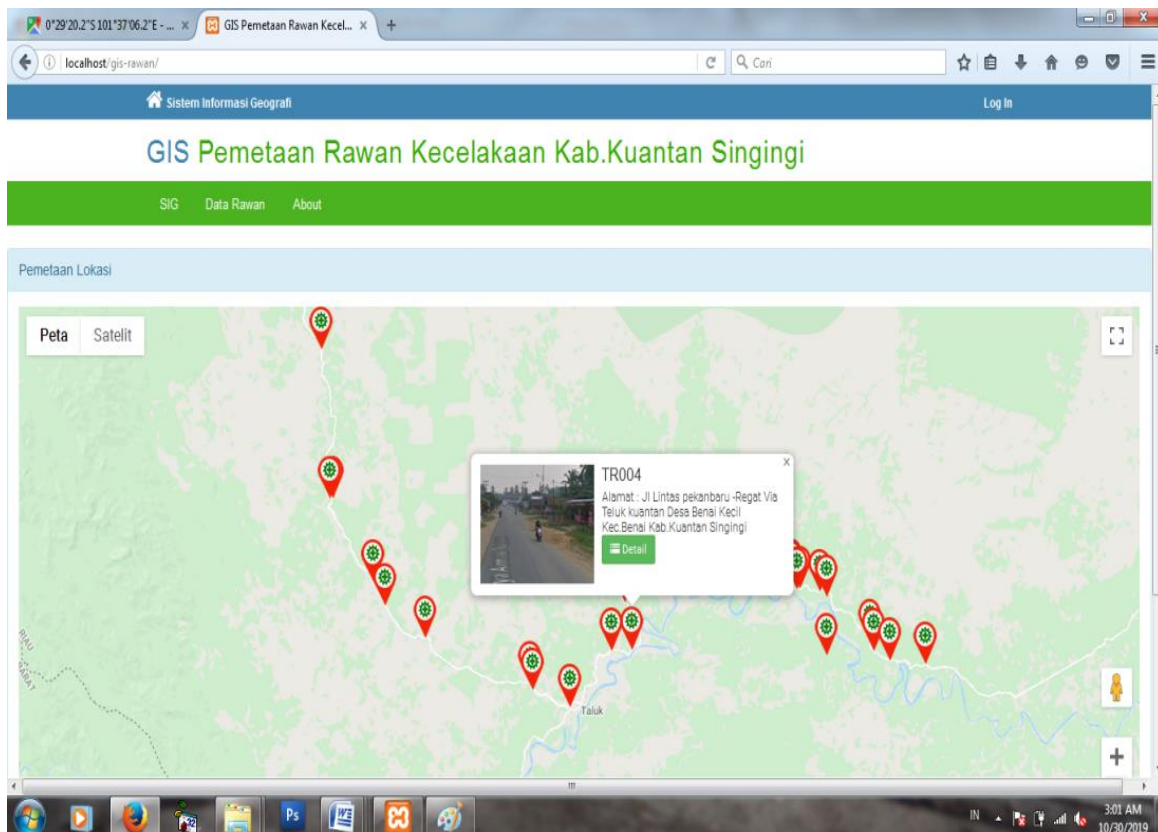 0°29'20.2"S 101°37'06.2"E - ...
GIS Pemetaan Rawan Kecel...
localhost/gis-rawan/
Cari
Sistem Informasi Geografi
Log In
GIS Pemetaan Rawan Kecelakaan Kab.Kuantan Singingi
SIG Data Rawan About
Pemetaan Lokasi
Peta Satelit
TR004
Alamat : Jl Lintas pekanbaru -Regat Via
Teluk kuantan Desa Benai Kecil
Kec.Benai Kab.Kuantan Singingi
Detail
RIAU
BARAT
Taluk
Ps
IN
3:01 AM
10/30/2019